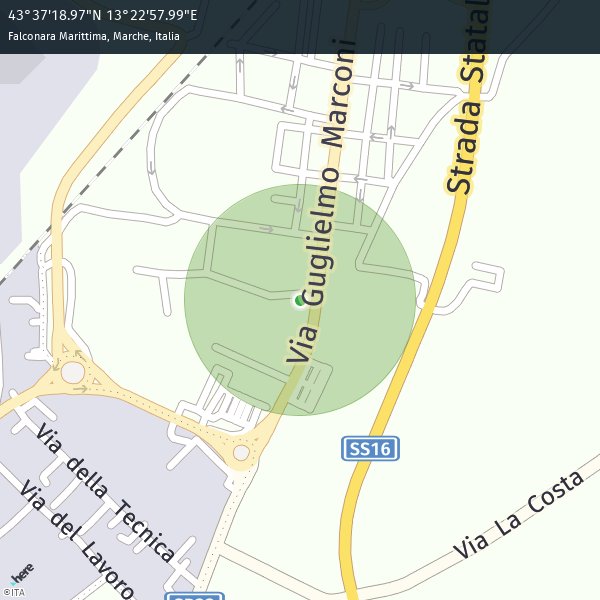 43°37'18.97"N 13°22'57.99"E
Falconara Marittima, Marche, Italia
Via Guglielmo Marconi
Strada Statal
SS16
Via La Costa
Via della Tecnica
Via del Lavoro
here
©ITA